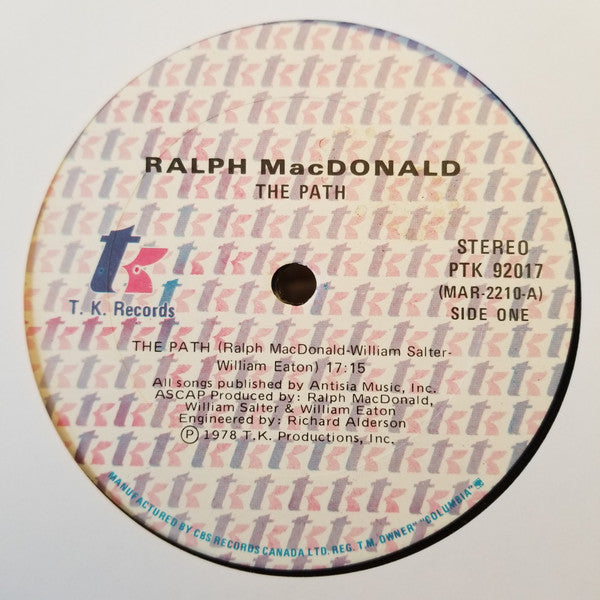 RALPH MacDONALD
THE PATH
tk
T. K. Records
STEREO
PTK 92017
(MAR-2210-A)
SIDE ONE
THE PATH (Ralph MacDonald-William Salter-
William Eaton) 17:15
All songs published by Antisia Music, Inc.
ASCAP Produced by: Ralph MacDonald,
William Salter & William Eaton
Engineered by: Richard Alderson
Ⓟ 1978 T.K. Productions, Inc.
MANUFACTURED BY CBS RECORDS CANADA LTD. REG. T.M. OWNER" "COLUMBIA"